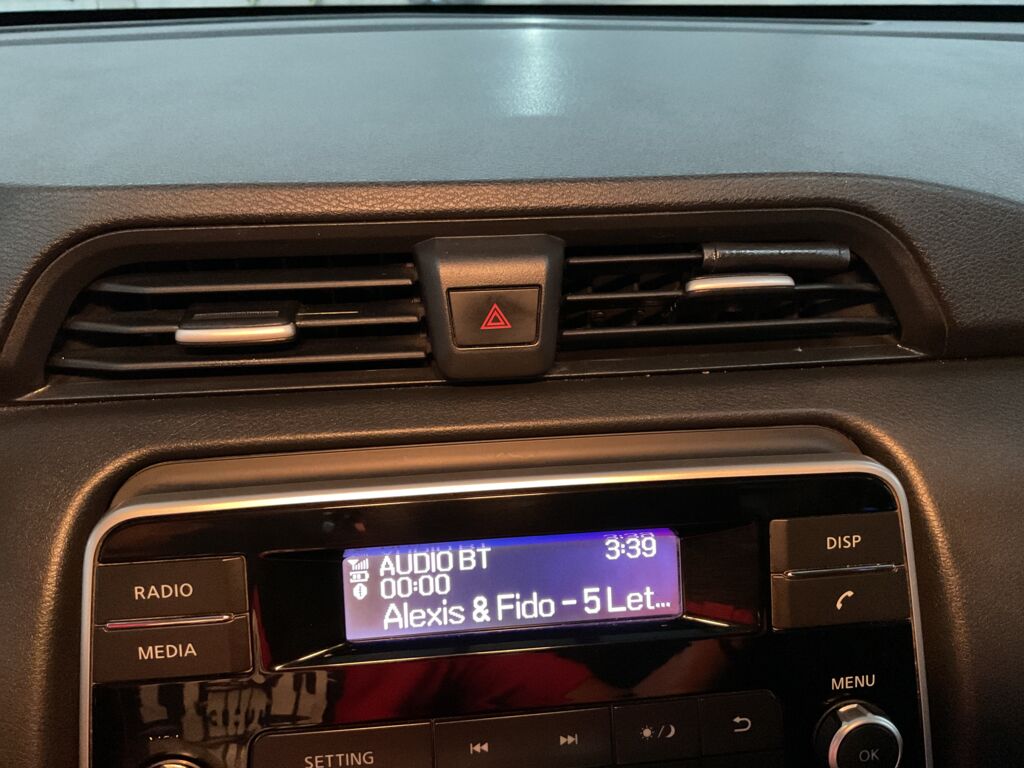 AUDIO BT
3:39
00:00
Alexis & Fido - 5 Let...
RADIO
MEDIA
DISP
MENU
SETTING
OK